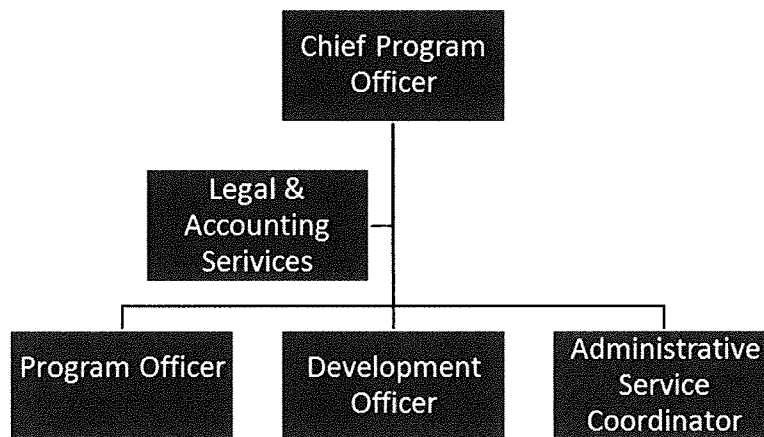 Chief Program
Officer
Legal &
Accounting
Serivices
Program Officer
Development
Officer
Administrative
Service
Coordinator